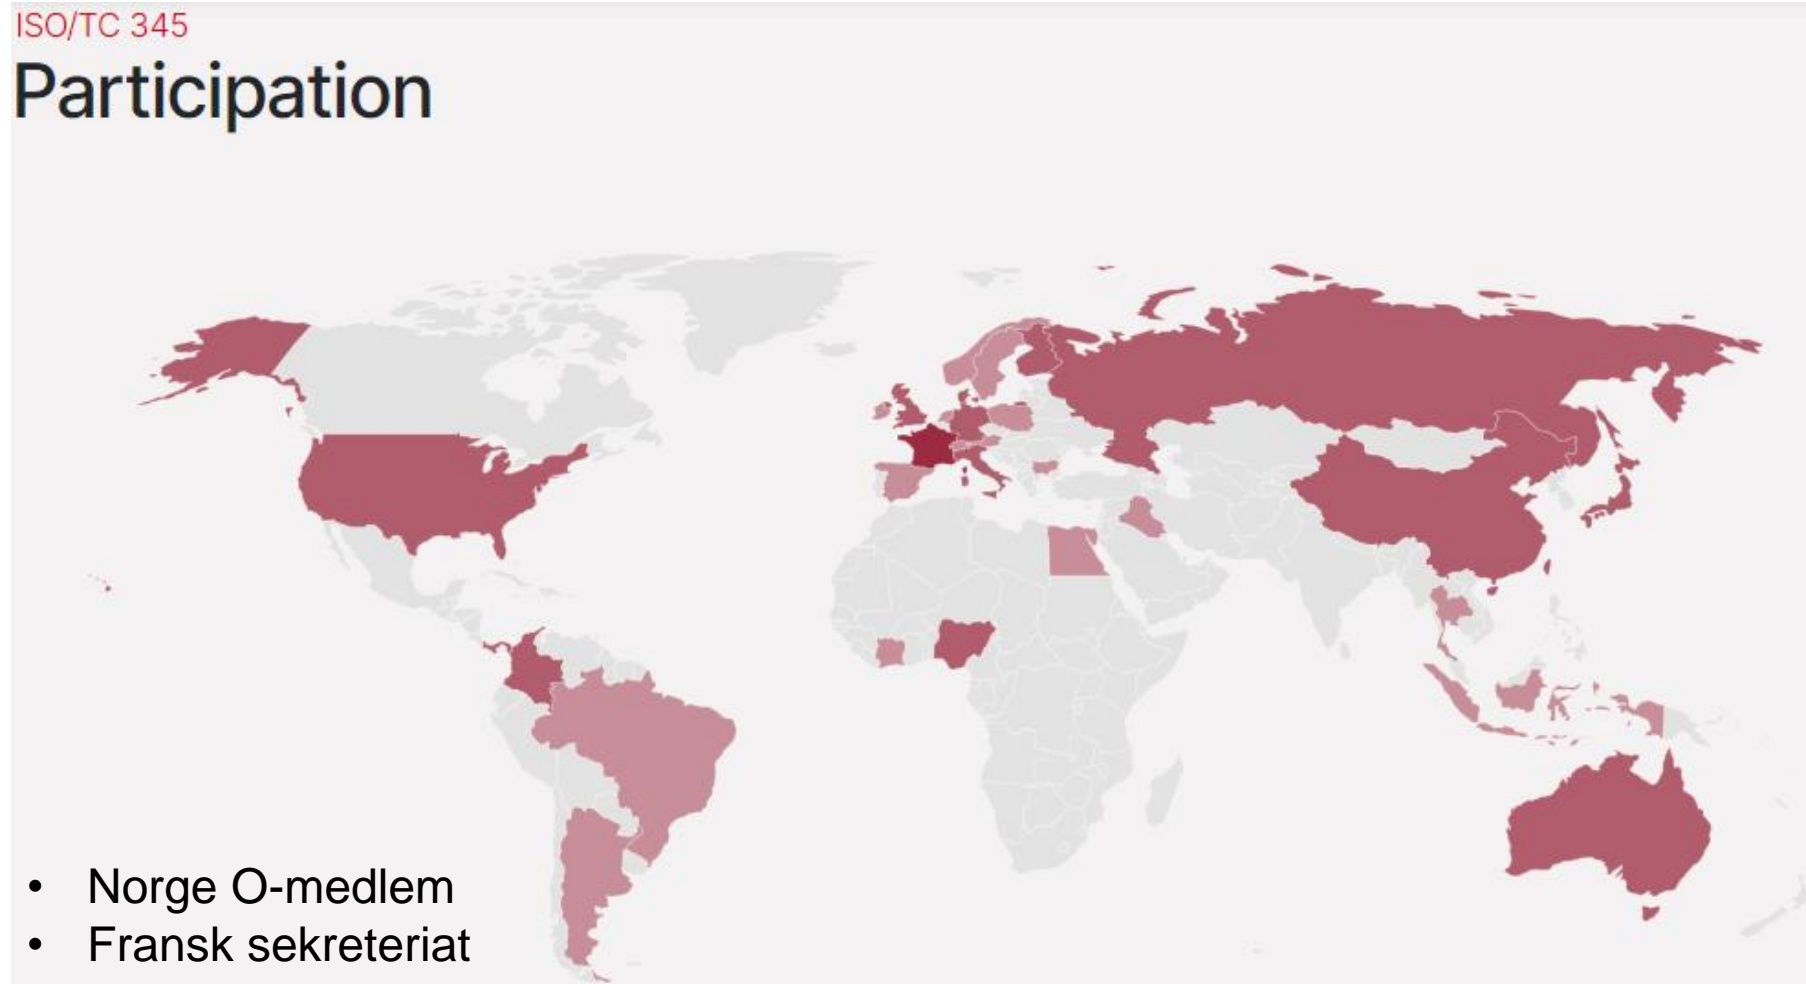 ISO/TC 345
Participation
• Norge O-medlem
• Fransk sekreteriat